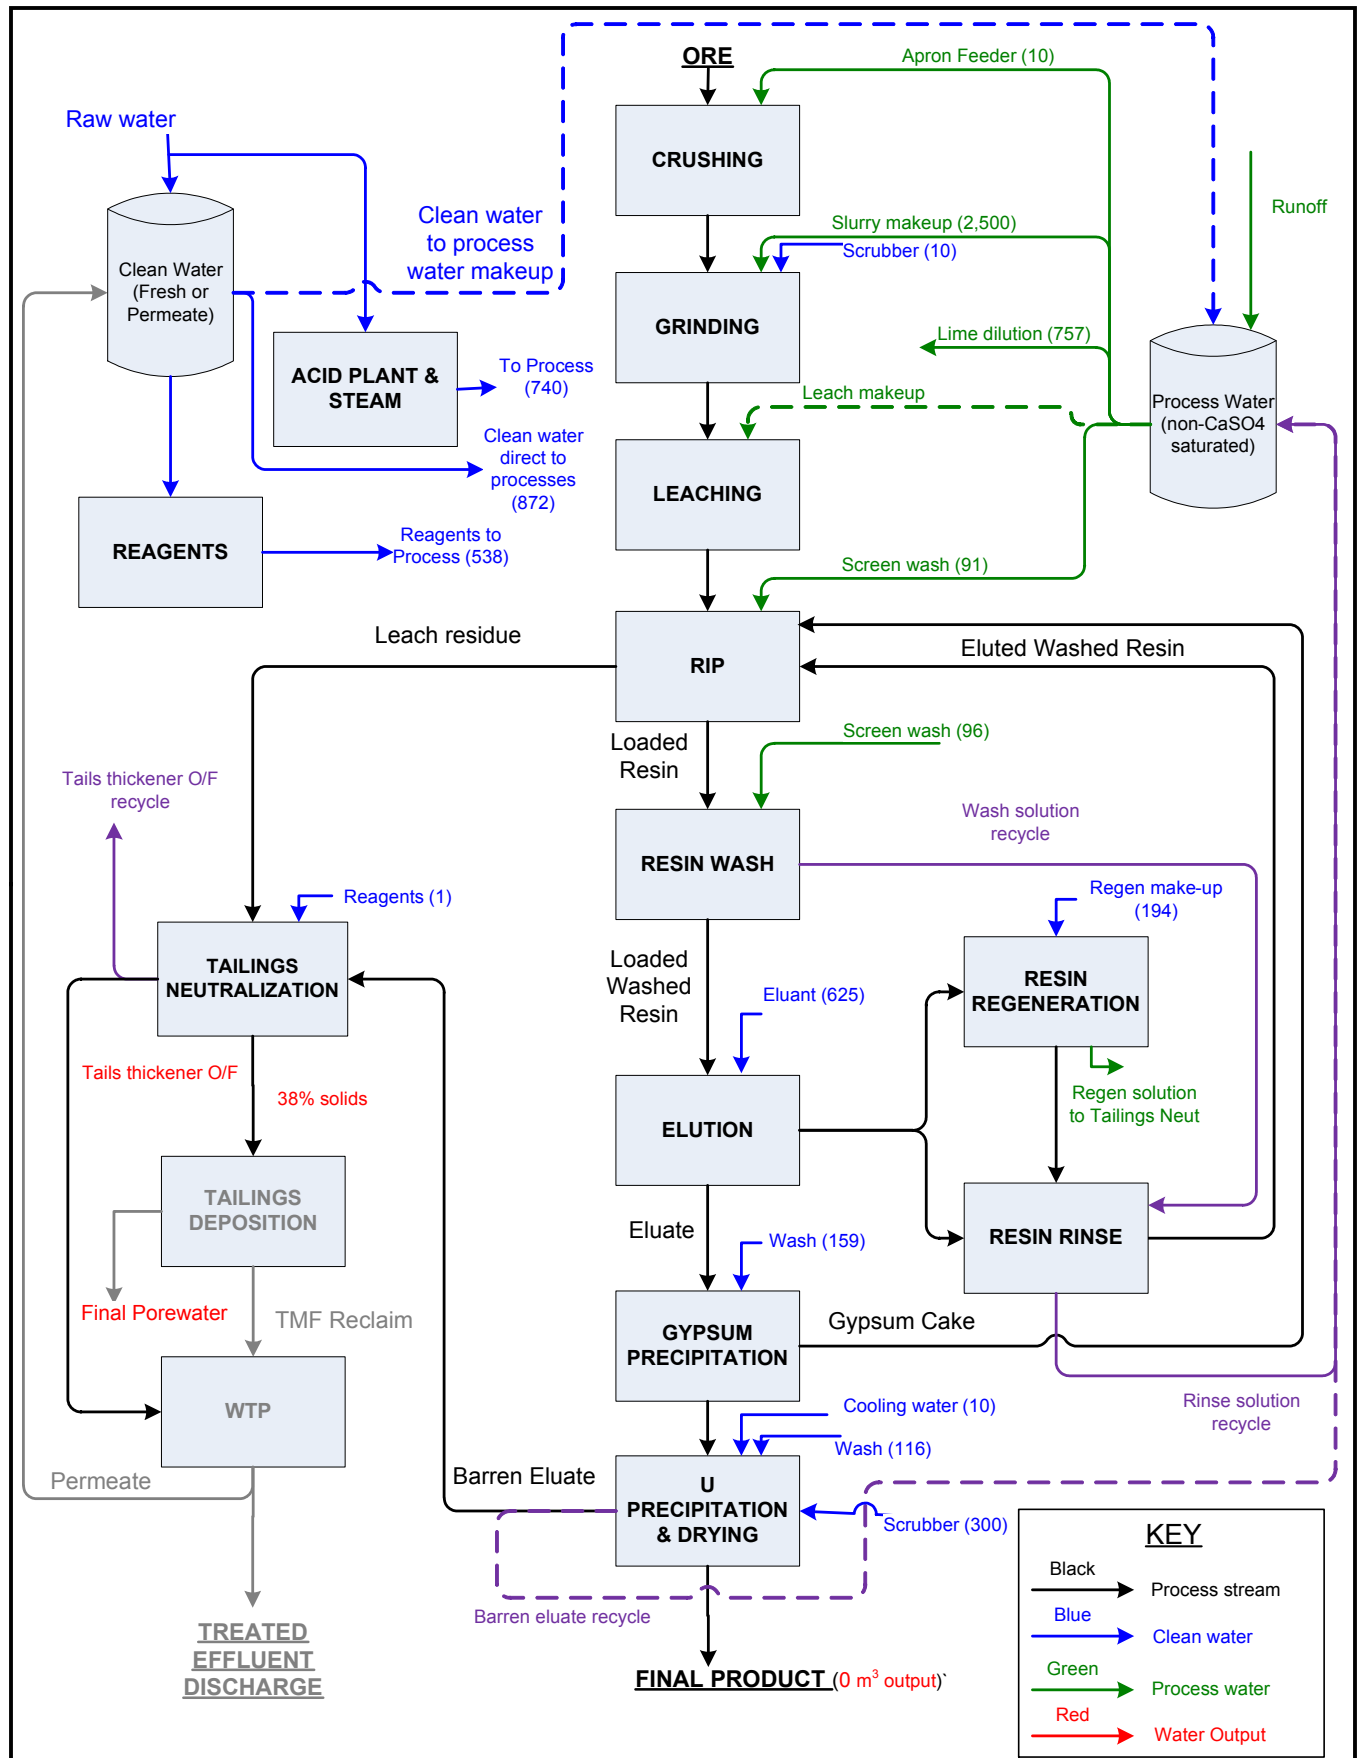 ORE
Apron Feeder (10)
Raw water
CRUSHING
Clean water
to process
water makeup
Slurry makeup (2,500)
Scrubber (10)
Runoff
Clean Water
(Fresh or
Permeate)
GRINDING
Lime dilution (757)
ACID PLANT &
STEAM
To Process
(740)
Leach makeup
Process Water
(non-CaSO4
saturated)
Clean water
direct to
processes
(872)
LEACHING
REAGENTS
Reagents to
Process (538)
Screen wash (91)
Leach residue
RIP
Eluted Washed Resin
Loaded
Resin
Screen wash (96)
Tails thickener O/F
recycle
Wash solution
recycle
RESIN WASH
Reagents (1)
Regen make-up
(194)
TAILINGS
NEUTRALIZATION
Loaded
Washed
Resin
RESIN
REGENERATION
Eluant (625)
Tails thickener O/F
38% solids
Regen solution
to Tailings Neut
ELUTION
TAILINGS
DEPOSITION
Eluate
Wash (159)
RESIN RINSE
Final Porewater
TMF Reclaim
GYPSUM
PRECIPITATION
Gypsum Cake
WTP
Cooling water (10)
Rinse solution
recycle
Wash (116)
Permeate
Barren Eluate
U
PRECIPITATION
& DRYING
Scrubber (300)
Barren eluate recycle
TREATED
EFFLUENT
DISCHARGE
FINAL PRODUCT (0 m³ output)`
KEY
Black
Process stream
Blue
Clean water
Green
Process water
Red
Water Output